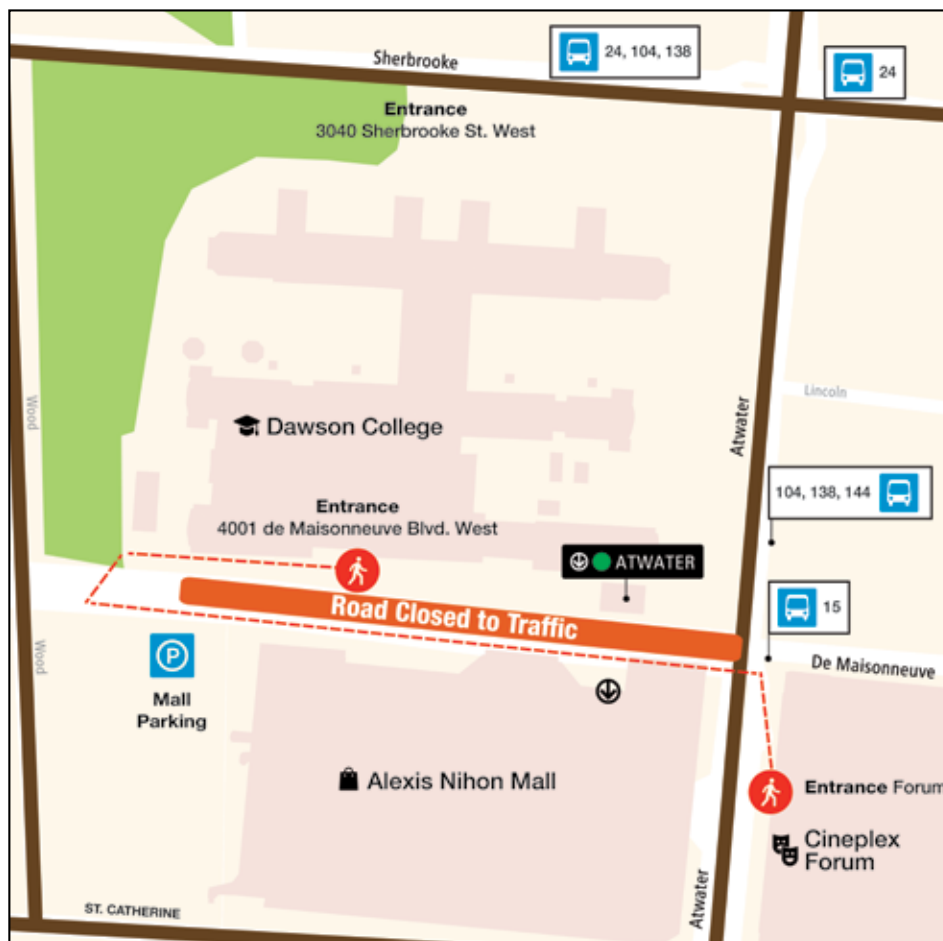 Sherbrooke
24, 104, 138
24
Entrance
3040 Sherbrooke St. West
Wood
Atwater
Lincoln
Dawson College
104, 138, 144
Entrance
4001 de Maisonneuve Blvd. West
ATWATER
Road Closed to Traffic
15
Wood
P
De Maisonneuve
Mall
Parking
Alexis Nihon Mall
Entrance Forum
Cineplex
Forum
Atwater
ST. CATHERINE